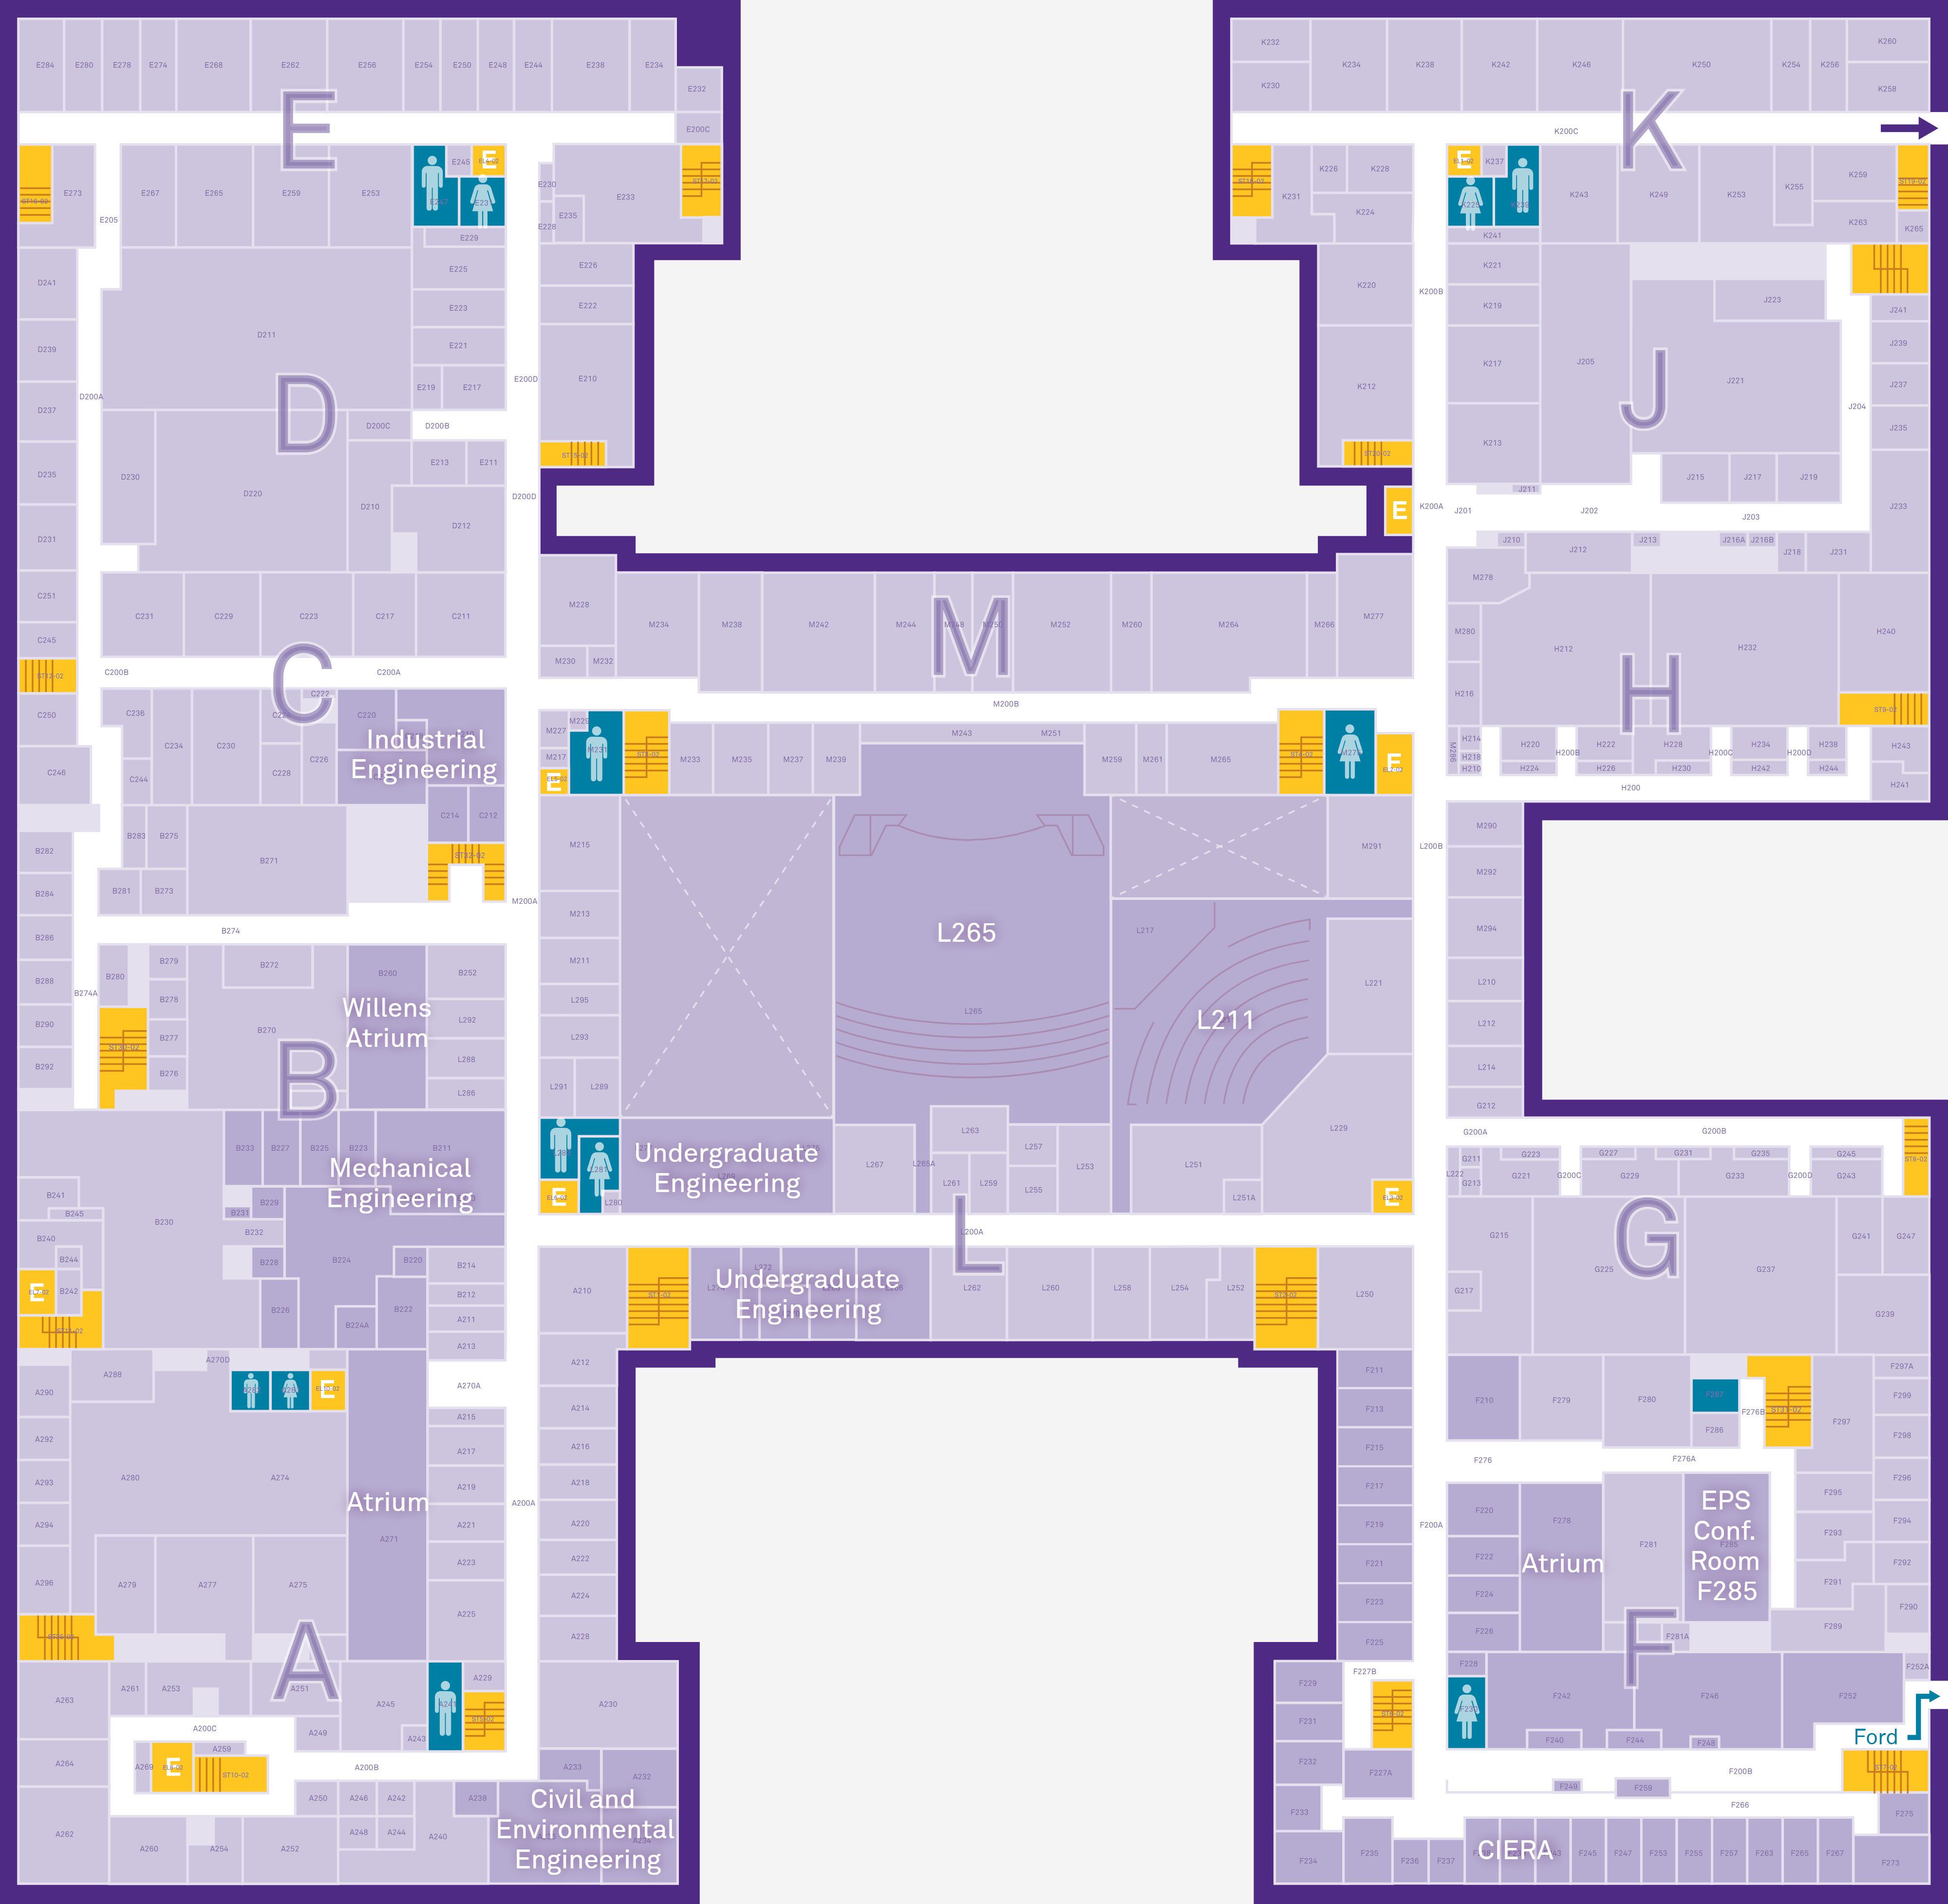 E284 E280 E278 E274 E268 E262 E256 E254 E250 E248 E244 E238 E234
E232
E200C
E
E273 E205 E267 E265 E259 E253 E247 E245 E
E229
E230 E228 E235 E233
D241 E225 E226
E223 E222
D211
D239 E221
E219 E217 E200D E210
D237 D200A
D
D200C D200B
D235 D230 D220 D210 E213 E211
D231 D212 D200D
C251 C231 C229 C223 C217 C211
C245
C200B C200A
C
C250 C236 C222 C220
C234 C230 C226
C246 C244 C228
Industrial
Engineering
C214 C212
B282 B283 B275 B271
B284 B281 B273
B286 B274
M200A
B288 B274A B280 B279 B278 B272 B260 B252
B290 B277 B270 L292
Willens
Atrium
B292 B276 L288
B
L286
B233 B227 B225 B223 B211
Mechanical
Engineering
B241 B245 B240 B230 B229 B231 B232
B244 B242 B228 B224 B220 B214
E
B226 B224A B222 B212
A211
A213
A270D A270A
A290 A288 E
A215
A292 A217
A293 A280 A274 A219
Atrium
A271
A294 A221 A200A
A296 A279 A277 A275 A223
A225
A
A263 A261 A253 A251 A245 A241 A229
A200C A249 A243
A264 A269 A259 E ST10-02 A200B
A262 A260 A254 A252 A250 A246 A242 A248 A244 A240 A238
A230
A233 A232
A234
Civil and
Environmental
Engineering
M228 M230 M232 M234 M238 M242 M244 M248 M250 M252 M260 M264 M266 M277
M
M200B
M227 M217 M231 M233 M235 M237 M239 M243 M251 M259 M261 M265
E
E
M215 M291
M213
M211
L295
L293
L291 L289
L265
L265
L217
L211
L221
L229
E
L280
Undergraduate
Engineering
L269
L267 L265A L263 L261 L259 L257 L255 L253 L251 L251A
E
L200A
L
A210
Undergraduate
Engineering
L262 L260 L258 L254 L252 L250
A212
A214
A216
A218
A220
A222
A224
A228
K232 K230 K234 K238 K242 K246 K250 K254 K256 K260 K258
K200C
K
K231 K226 K228 K224
E
K237 K243 K249 K253 K255 K259 K263 K265
K241
K220 K200B K221
K219
K212 K217
K213
E
K200A
J205 J223 J221 J241 J239 J237 J235 J233
J
J204
J215 J217 J219
J211
J201 J202 J203
J210 J212 J213 J216A J216B J218 J231
M278
M280 H212 H232 H240
H
H216
ST9-02
M286 H214 H218 H210 H220 H224 H200B H222 H226 H228 H230 H200C H234 H242 H200D H238 H244 H243 H241
H200
L200B M290
M292
M294
L210
L212
L214
G212
G200A G200B
L222 G211 G213 G223 G221 G200C G227 G229 G231 G233 G235 G200D G245 G243
G215 G217 G225 G237 G241 G247 G239
G
F211 F210 F279 F280 F287 F286 F276B F297 F297A F299
F213
F298
F215 F276 F276A
F217 F296
F219 F200A F220 F278 F295 F294
EPS
Conf.
Room
F285
F221 F222 F281 F293 F292
Atrium
F223 F224 F291 F290
F225 F226 F281A F289
F
F227B F228 F252A
F229 F242 F246 F252
F231
F240 F244 F248
Ford
F232 F227A F200B
F249 F259
F233 F266 F275
F234 F235 F236 F237 F245 F247 F253 F255 F257 F263 F265 F267 F273
CIERA